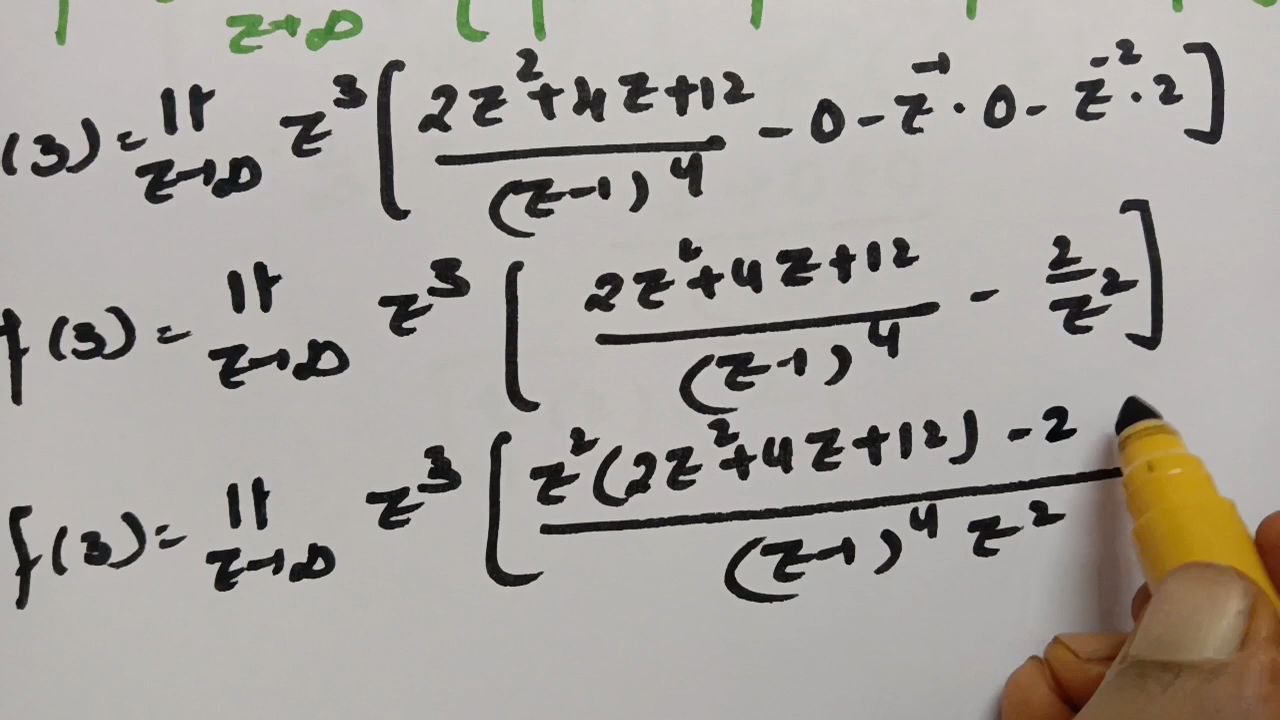 z→∞
(3) = lt z→∞ z³ [ (2z²+4z+12)/(z-1)⁴ - 0 - z⁻¹ · 0 - z⁻² · 2 ]
f(3) = lt z→∞ z³ [ (2z²+4z+12)/(z-1)⁴ - 2/z² ]
f(3) = lt z→∞ z³ [ z²(2z²+4z+12) - 2 / (z-1)⁴ z²